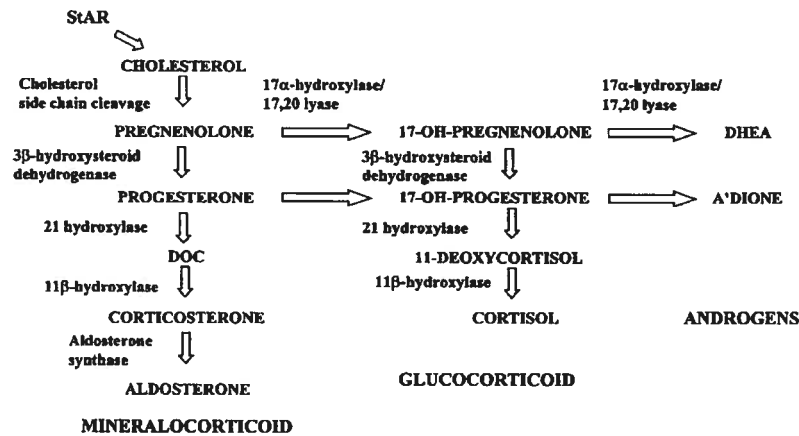 StAR
CHOLESTEROL
Cholesterol
side chain cleavage
17α-hydroxylase/
17,20 lyase
17α-hydroxylase/
17,20 lyase
PREGNENOLONE
17-OH-PREGNENOLONE
DHEA
3β-hydroxysteroid
dehydrogenase
3β-hydroxysteroid
dehydrogenase
PROGESTERONE
17-OH-PROGESTERONE
A'DIONE
21 hydroxylase
21 hydroxylase
DOC
11-DEOXYCORTISOL
11β-hydroxylase
11β-hydroxylase
CORTICOSTERONE
CORTISOL
ANDROGENS
Aldosterone
synthase
ALDOSTERONE
GLUCOCORTICOID
MINERALOCORTICOID